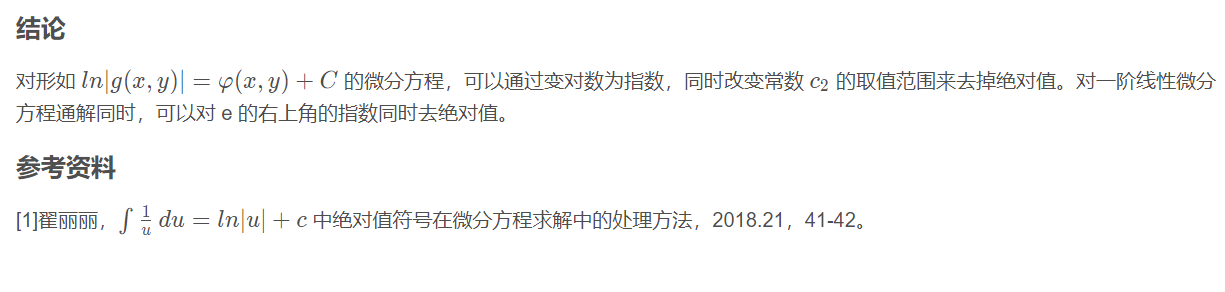 结论
对形如 ln|g(x, y)| = φ(x, y) + C 的微分方程，可以通过变对数为指数，同时改变常数 c₂ 的取值范围来去掉绝对值。对一阶线性微分
方程通解同时，可以对 e 的右上角的指数同时去绝对值。
参考资料
[1]翟丽丽，∫ 1/u du = ln|u| + c 中绝对值符号在微分方程求解中的处理方法，2018.21，41-42。